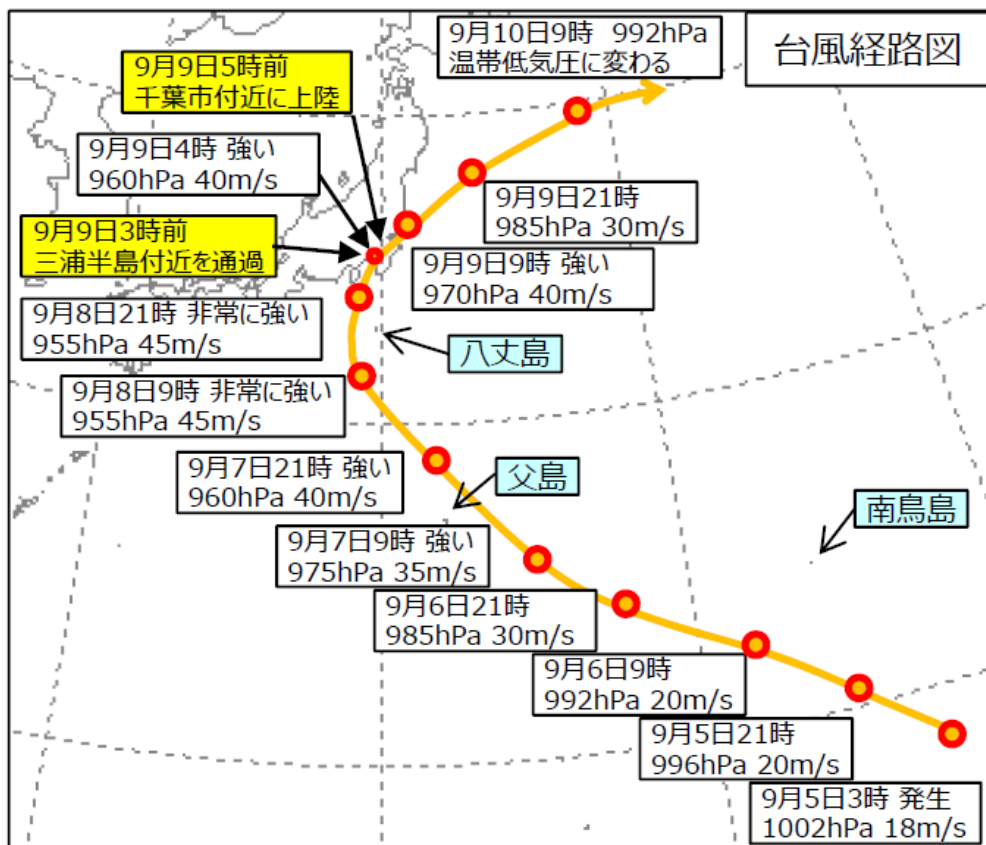 台風経路図
9月10日9時 992hPa
温帯低気圧に変わる
9月9日5時前
千葉市付近に上陸
9月9日4時 強い
960hPa 40m/s
9月9日21時
985hPa 30m/s
9月9日3時前
三浦半島付近を通過
9月9日9時 強い
970hPa 40m/s
9月8日21時 非常に強い
955hPa 45m/s
八丈島
9月8日9時 非常に強い
955hPa 45m/s
9月7日21時 強い
960hPa 40m/s
父島
南鳥島
9月7日9時 強い
975hPa 35m/s
9月6日21時
985hPa 30m/s
9月6日9時
992hPa 20m/s
9月5日21時
996hPa 20m/s
9月5日3時 発生
1002hPa 18m/s